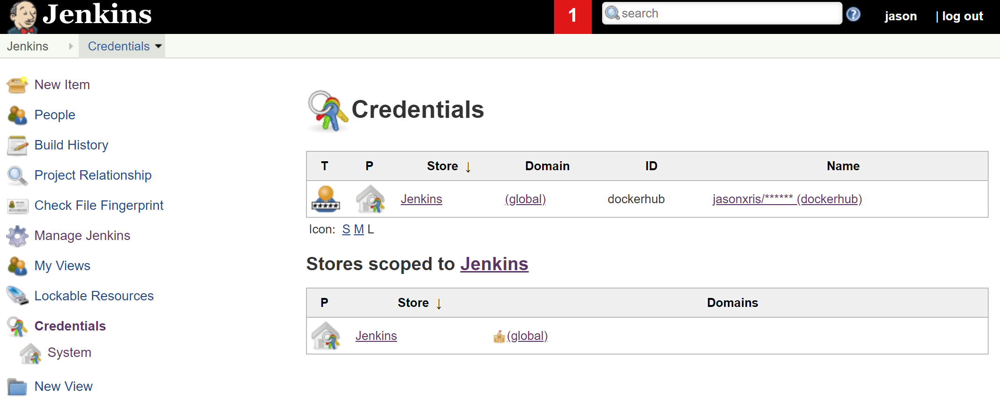 Jenkins
1
search
jason
| log out
Jenkins
Credentials
New Item
People
Build History
Project Relationship
Check File Fingerprint
Manage Jenkins
My Views
Lockable Resources
Credentials
System
New View
Credentials
T P Store ↓ Domain ID Name
Jenkins (global) dockerhub jasonxris/****** (dockerhub)
Icon: S M L
Stores scoped to Jenkins
P Store ↓ Domains
Jenkins (global)